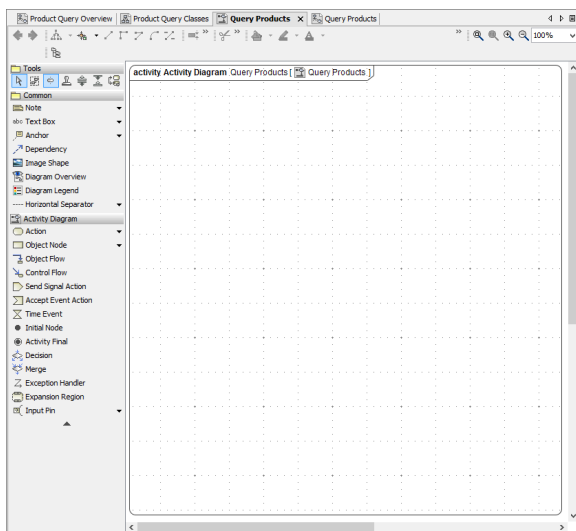 Product Query Overview Product Query Classes Query Products Query Products
100%
Tools
Common
Note
abc Text Box
Anchor
Dependency
Image Shape
Diagram Overview
Diagram Legend
Horizontal Separator
Activity Diagram
Action
Object Node
Object Flow
Control Flow
Send Signal Action
Accept Event Action
Time Event
Initial Node
Activity Final
Decision
Merge
Exception Handler
Expansion Region
Input Pin
activity Activity Diagram Query Products [ Query Products ]